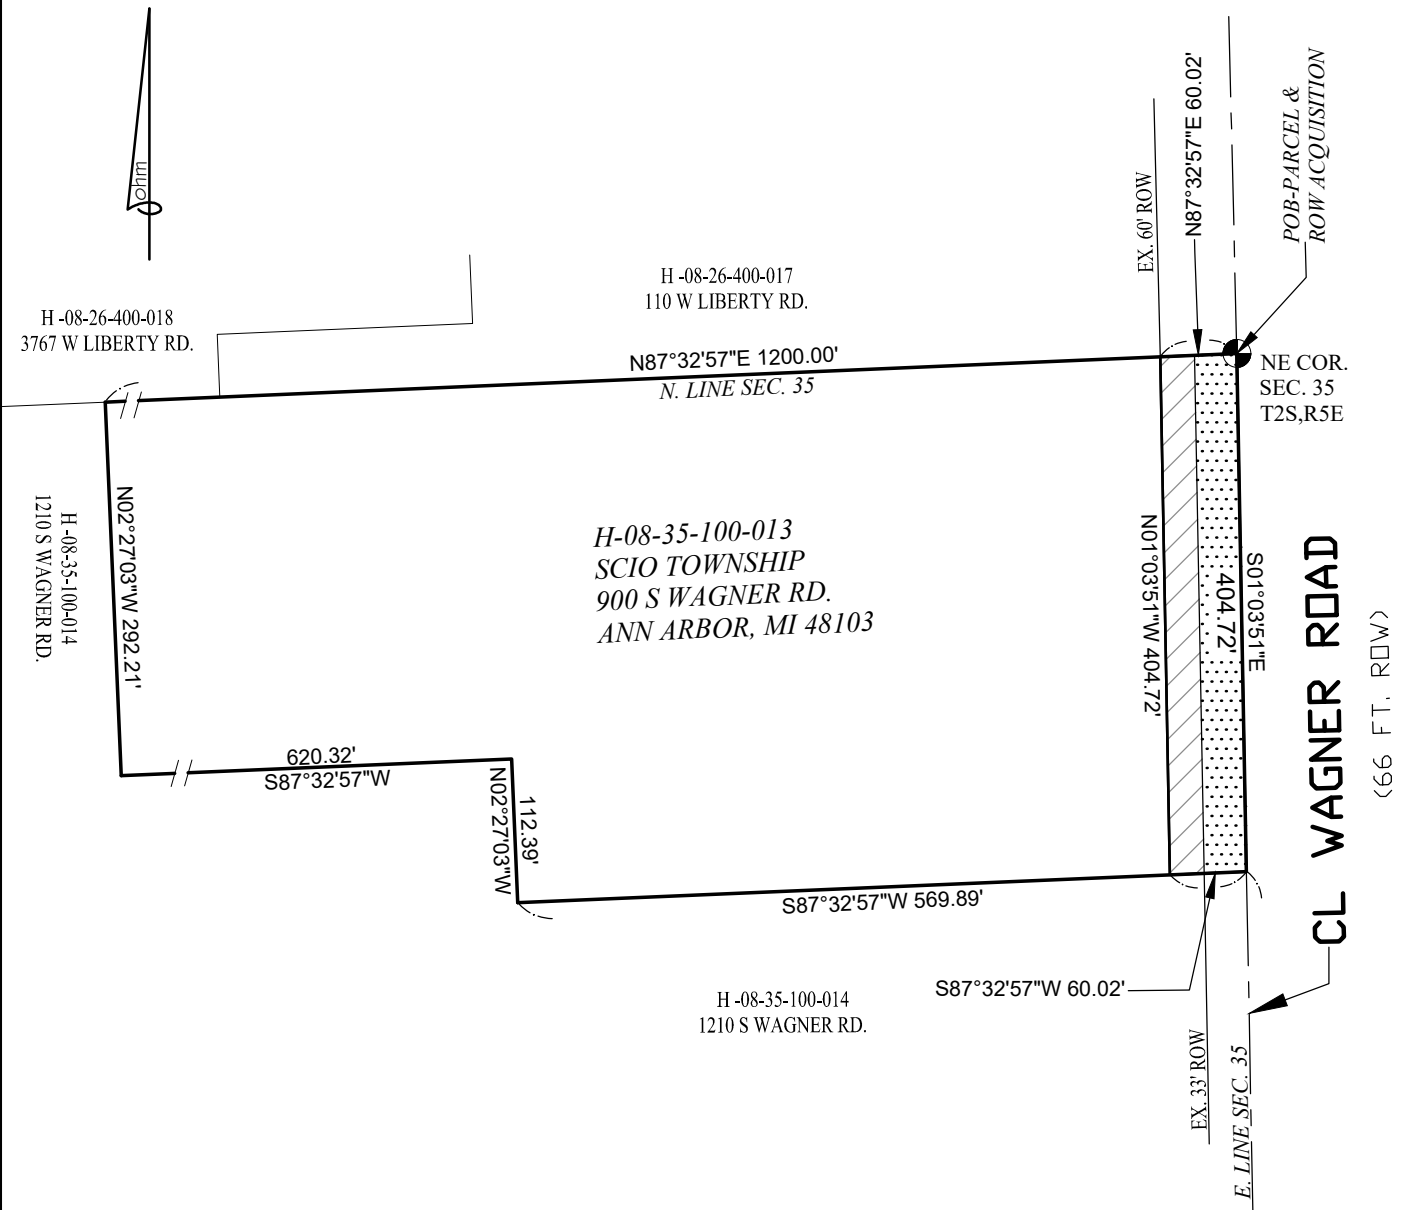 ohm
H -08-26-400-018
3767 W LIBERTY RD.
H -08-26-400-017
110 W LIBERTY RD.
EX. 60' ROW
N87°32'57"E 60.02'
POB-PARCEL &
ROW ACQUISITION
N87°32'57"E 1200.00'
N. LINE SEC. 35
NE COR.
SEC. 35
T2S,R5E
H -08-35-100-014
1210 S WAGNER RD.
N02°27'03"W 292.21'
H-08-35-100-013
SCIO TOWNSHIP
900 S WAGNER RD.
ANN ARBOR, MI 48103
N01°03'51"W 404.72'
404.72'
S01°03'51"E
CL WAGNER ROAD
(66 FT. ROW)
620.32'
S87°32'57"W
N02°27'03"W
112.39'
S87°32'57"W 569.89'
S87°32'57"W 60.02'
H -08-35-100-014
1210 S WAGNER RD.
EX. 33' ROW
E. LINE SEC. 35